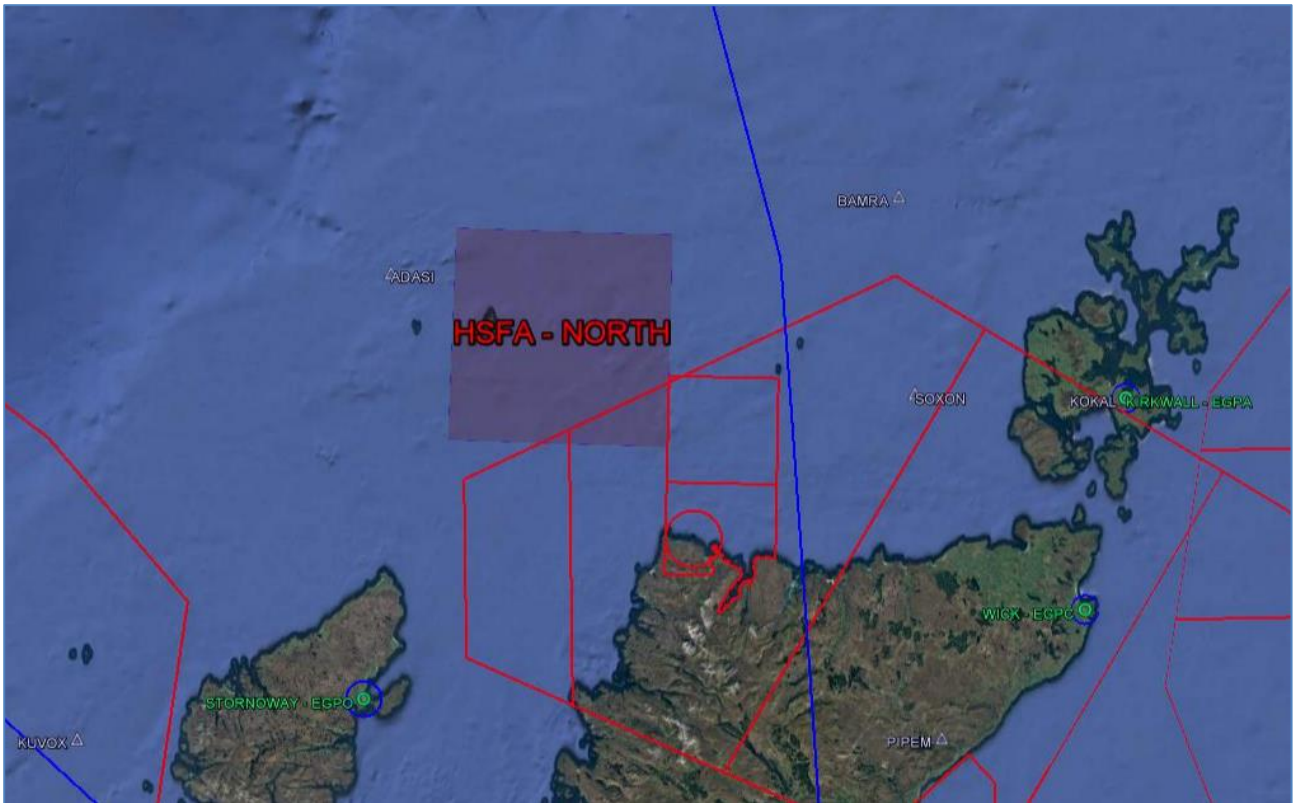 BAMRA
ADASI
HSFA - NORTH
SOXON
KOKAL
KIRKWALL - EGPA
WICK - EGPC
STORNOWAY - EGPO
KUVOX
PIPEM